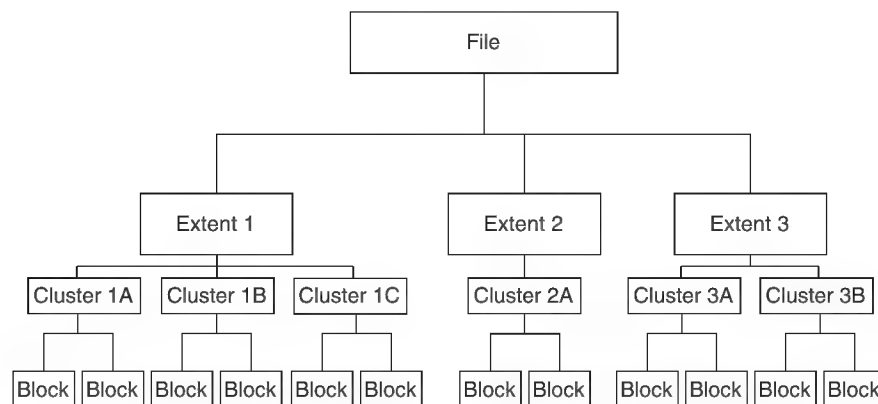 File
Extent 1 Extent 2 Extent 3
Cluster 1A Cluster 1B Cluster 1C Cluster 2A Cluster 3A Cluster 3B
Block Block Block Block Block Block Block Block Block Block Block Block